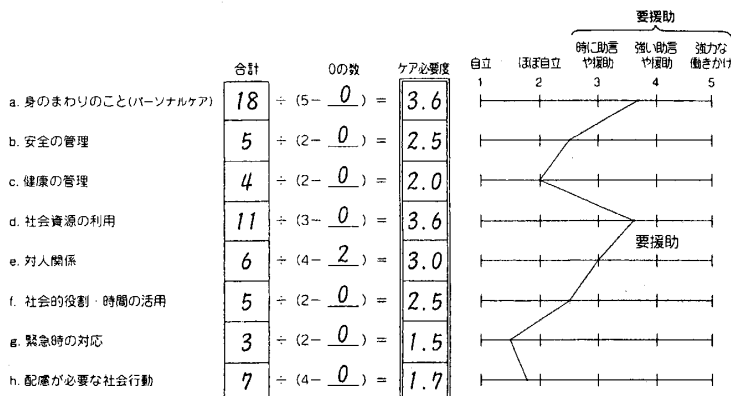 要援助
合計 0の数 ケア必要度 自立 ほぼ自立 時に助言や援助 強い助言や援助 強力な働きかけ
1 2 3 4 5
a. 身のまわりのこと(パーソナルケア) 18 ÷ (5- 0 ) = 3.6
b. 安全の管理 5 ÷ (2- 0 ) = 2.5
c. 健康の管理 4 ÷ (2- 0 ) = 2.0
d. 社会資源の利用 11 ÷ (3- 0 ) = 3.6
要援助
e. 対人関係 6 ÷ (4- 2 ) = 3.0
f. 社会的役割・時間の活用 5 ÷ (2- 0 ) = 2.5
g. 緊急時の対応 3 ÷ (2- 0 ) = 1.5
h. 配慮が必要な社会行動 7 ÷ (4- 0 ) = 1.7